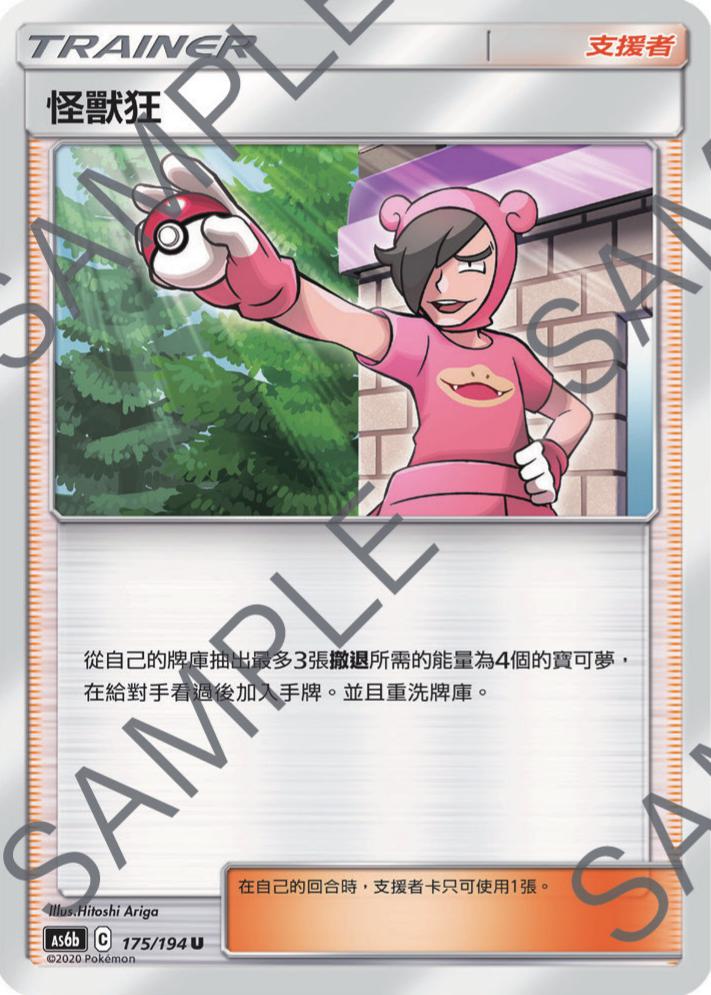 TRAINER
支援者
怪獸狂
從自己的牌庫抽出最多3張撤退所需的能量為4個的寶可夢，
在給對手看過後加入手牌。並且重洗牌庫。
在自己的回合時，支援者卡只可使用1張。
Illus.Hitoshi Ariga
AS6b C 175/194 U
©2020 Pokémon
SAMPLE
SAMPLE
SAMPLE
SAMPLE
SA